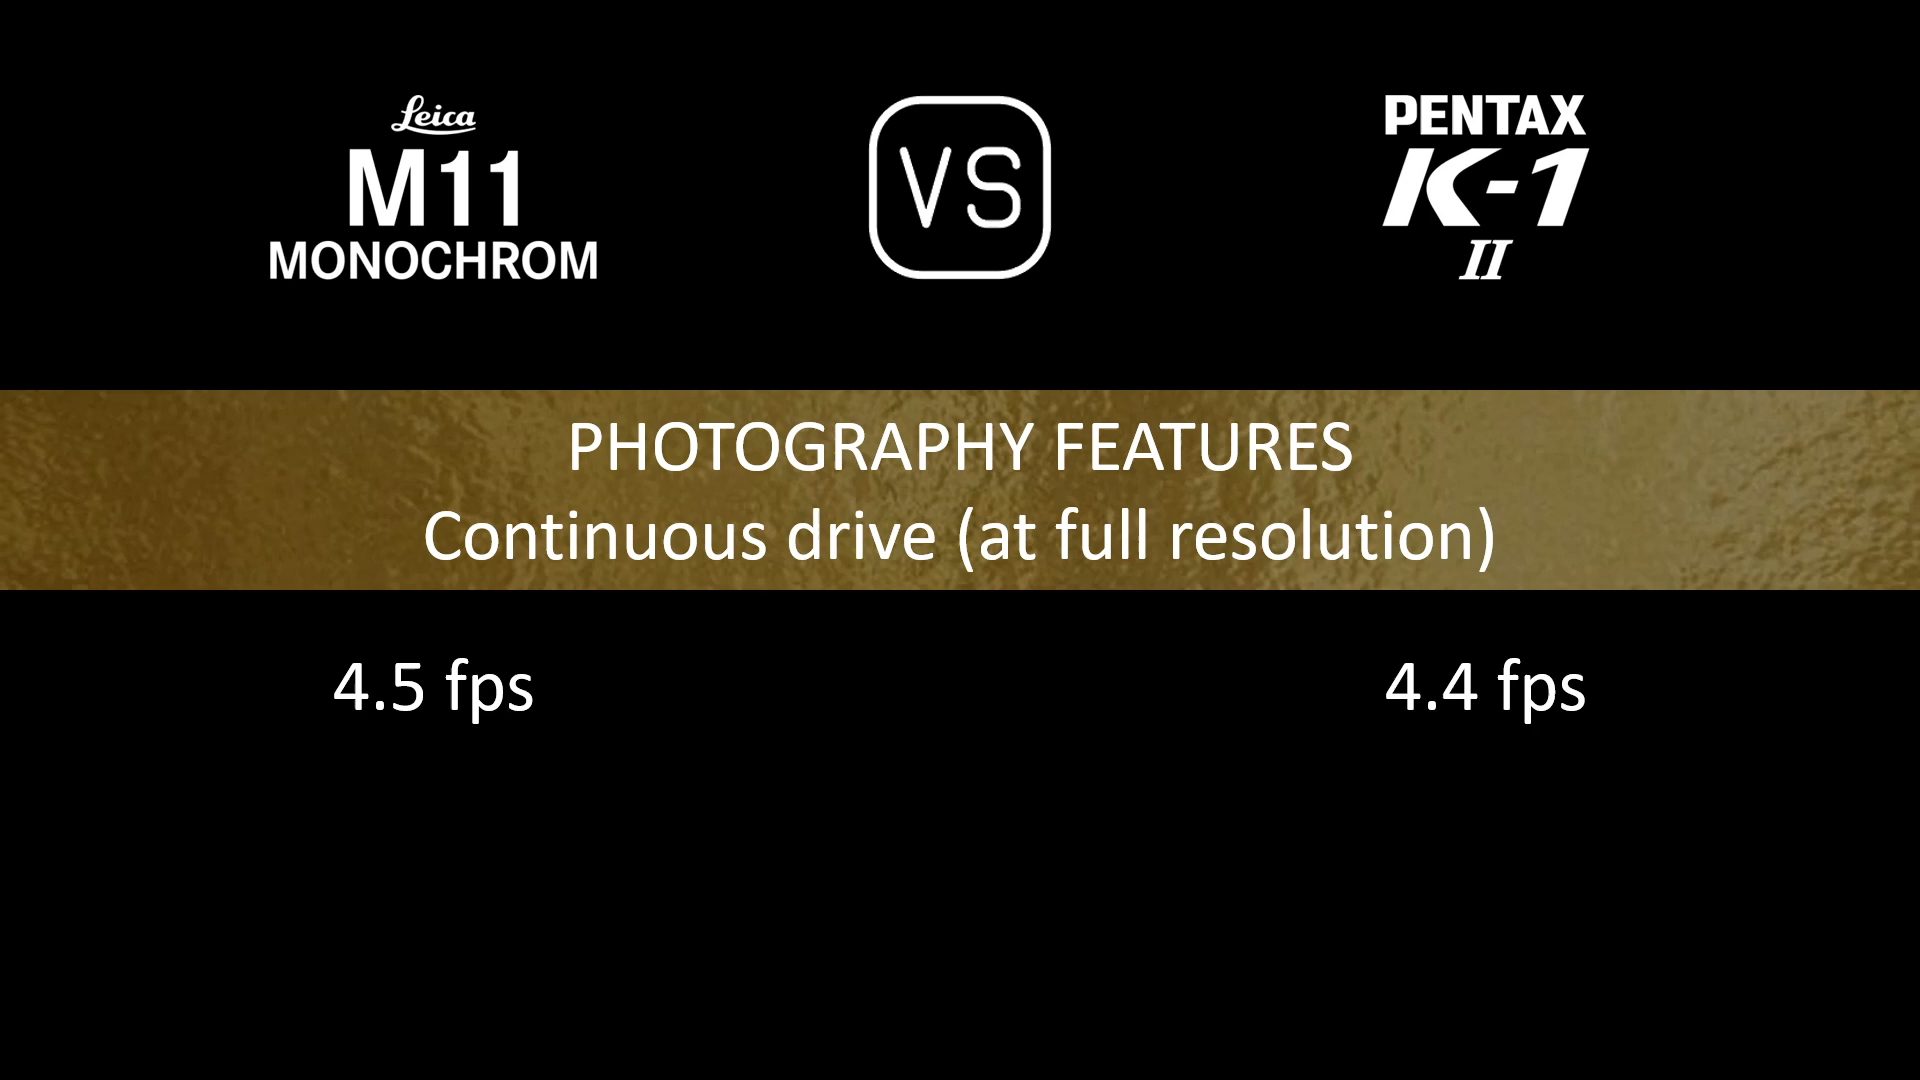 Leica
M11
MONOCHROM
VS
PENTAX
K-1
II
PHOTOGRAPHY FEATURES
Continuous drive (at full resolution)
4.5 fps
4.4 fps